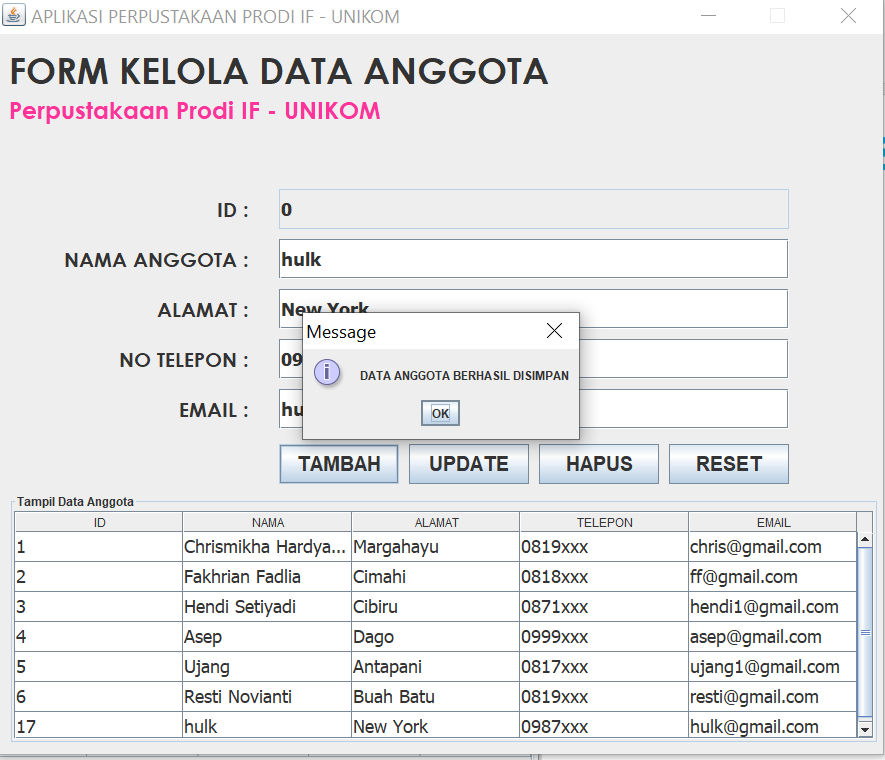 APLIKASI PERPUSTAKAAN PRODI IF - UNIKOM
FORM KELOLA DATA ANGGOTA
Perpustakaan Prodi IF - UNIKOM
ID : 0
NAMA ANGGOTA : hulk
ALAMAT : New York
NO TELEPON : 09
EMAIL : hu
Message
DATA ANGGOTA BERHASIL DISIMPAN
OK
TAMBAH UPDATE HAPUS RESET
Tampil Data Anggota
ID NAMA ALAMAT TELEPON EMAIL
1 Chrismikha Hardya... Margahayu 0819xxx chris@gmail.com
2 Fakhrian Fadlia Cimahi 0818xxx ff@gmail.com
3 Hendi Setiyadi Cibiru 0871xxx hendi1@gmail.com
4 Asep Dago 0999xxx asep@gmail.com
5 Ujang Antapani 0817xxx ujang1@gmail.com
6 Resti Novianti Buah Batu 0819xxx resti@gmail.com
17 hulk New York 0987xxx hulk@gmail.com